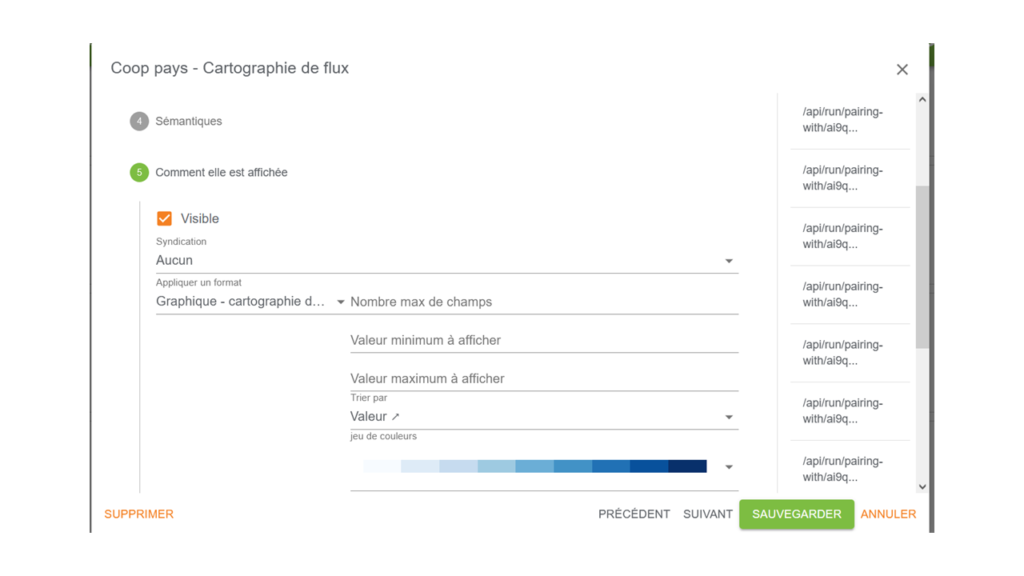 Coop pays - Cartographie de flux
4 Sémantiques
5 Comment elle est affichée
Visible
Syndication
Aucun
Appliquer un format
Graphique - cartographie d...
Nombre max de champs
Valeur minimum à afficher
Valeur maximum à afficher
Trier par
Valeur ↗
jeu de couleurs
/api/run/pairing-
with/ai9q...
/api/run/pairing-
with/ai9q...
/api/run/pairing-
with/ai9q...
/api/run/pairing-
with/ai9q...
/api/run/pairing-
with/ai9q...
/api/run/pairing-
with/ai9q...
/api/run/pairing-
with/ai9q...
SUPPRIMER
PRÉCÉDENT
SUIVANT
SAUVEGARDER
ANNULER